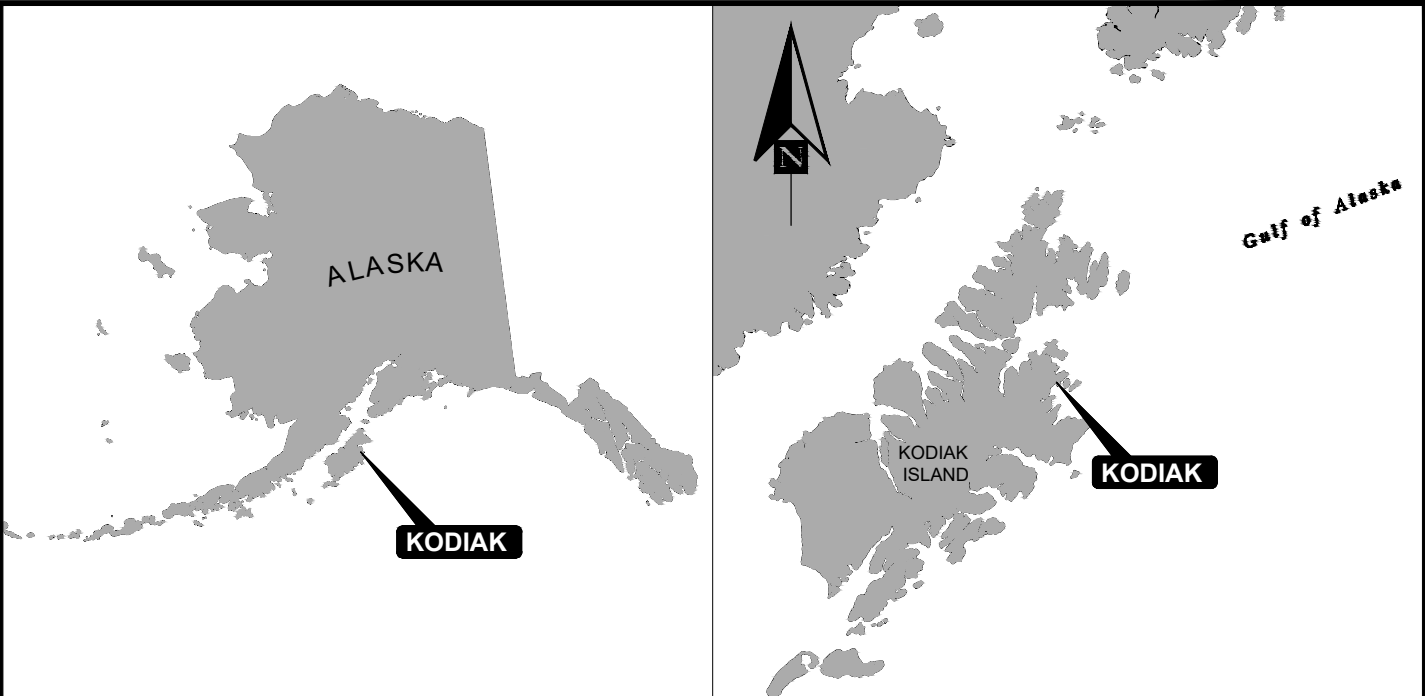 ALASKA
KODIAK
N
Gulf of Alaska
KODIAK
ISLAND
KODIAK